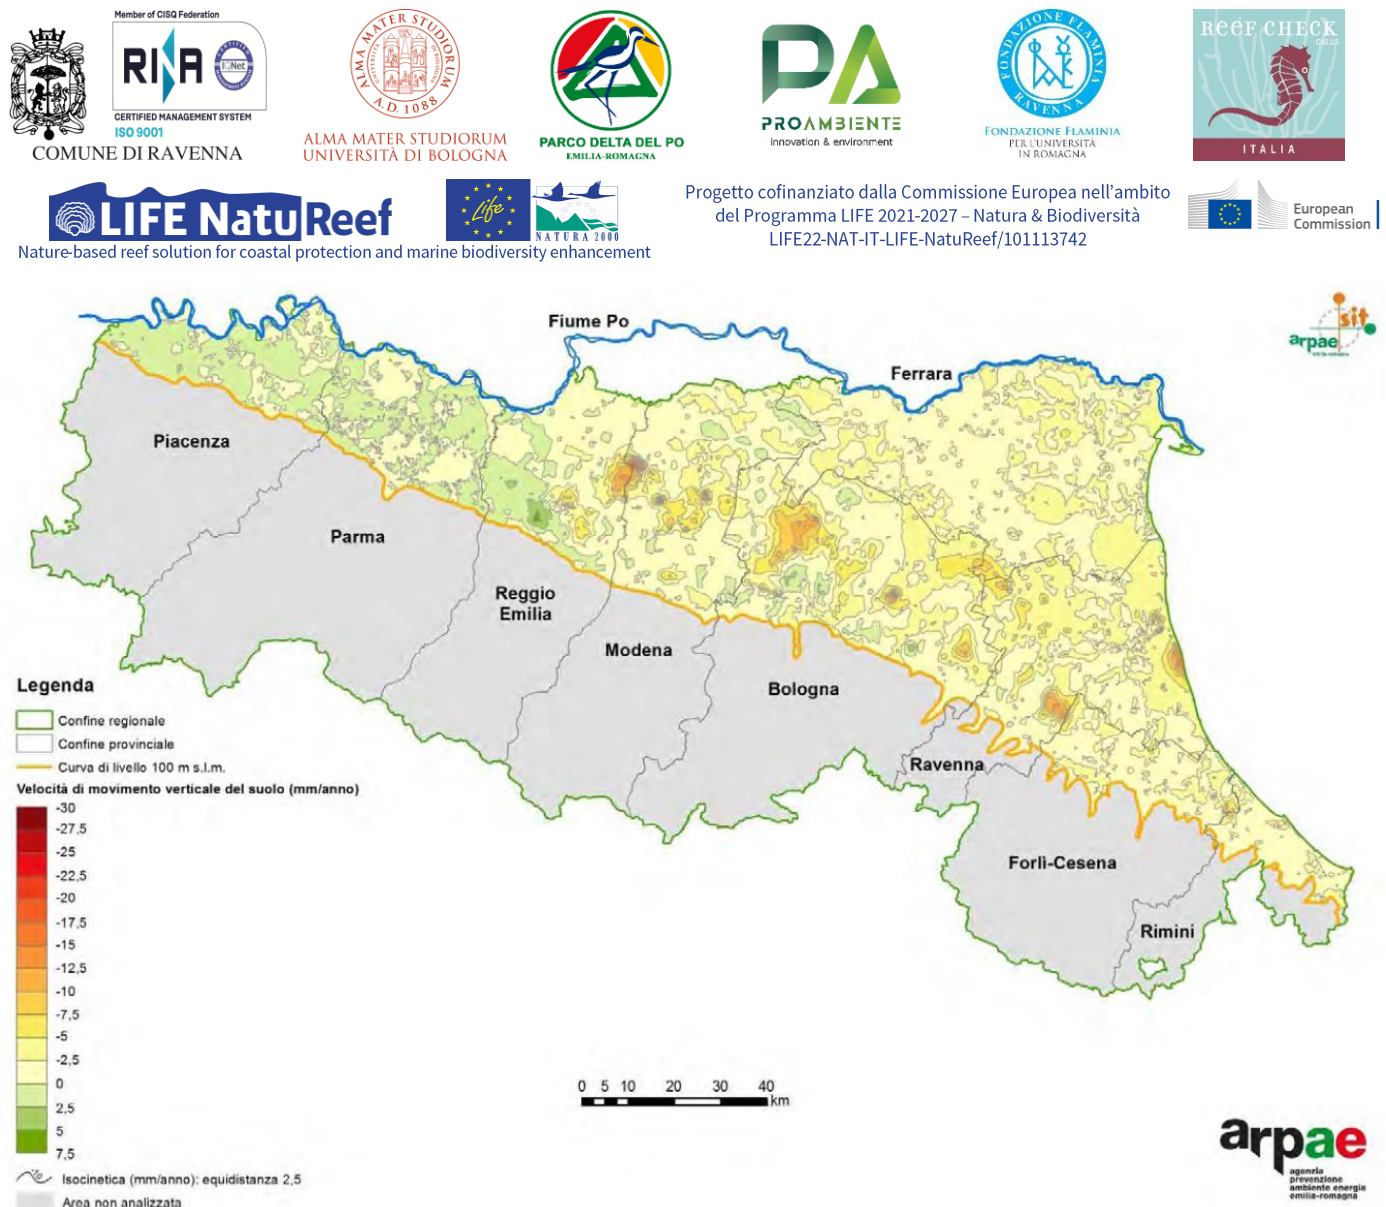 Member of CISQ Federation
RINA
CERTIFIED
IQNet
CERTIFIED MANAGEMENT SYSTEM
ISO 9001
COMUNE DI RAVENNA
ALMA MATER STUDIORUM
A.D. 1088
ALMA MATER STUDIORUM
UNIVERSITÀ DI BOLOGNA
PARCO DELTA DEL PO
EMILIA-ROMAGNA
PA
PROAMBIENTE
innovation & environment
FONDAZIONE FLAMINIA
RAVENNA
FONDAZIONE FLAMINIA
PER L'UNIVERSITÀ
IN ROMAGNA
REEF CHECK
ITALIA
LIFE NatuReef
Nature-based reef solution for coastal protection and marine biodiversity enhancement
Life
NATURA 2000
Progetto cofinanziato dalla Commissione Europea nell'ambito
del Programma LIFE 2021-2027 – Natura & Biodiversità
LIFE22-NAT-IT-LIFE-NatuReef/101113742
European
Commission
sit
arpae
Fiume Po
Ferrara
Piacenza
Parma
Reggio
Emilia
Modena
Bologna
Ravenna
Forlì-Cesena
Rimini
Legenda
Confine regionale
Confine provinciale
Curva di livello 100 m s.l.m.
Velocità di movimento verticale del suolo (mm/anno)
-30
-27,5
-25
-22,5
-20
-17,5
-15
-12,5
-10
-7,5
-5
-2,5
0
2,5
5
7,5
Isocinetica (mm/anno): equidistanza 2,5
Area non analizzata
0 5 10 20 30 40
km
arpae
agenzia
prevenzione
ambiente energia
emilia-romagna